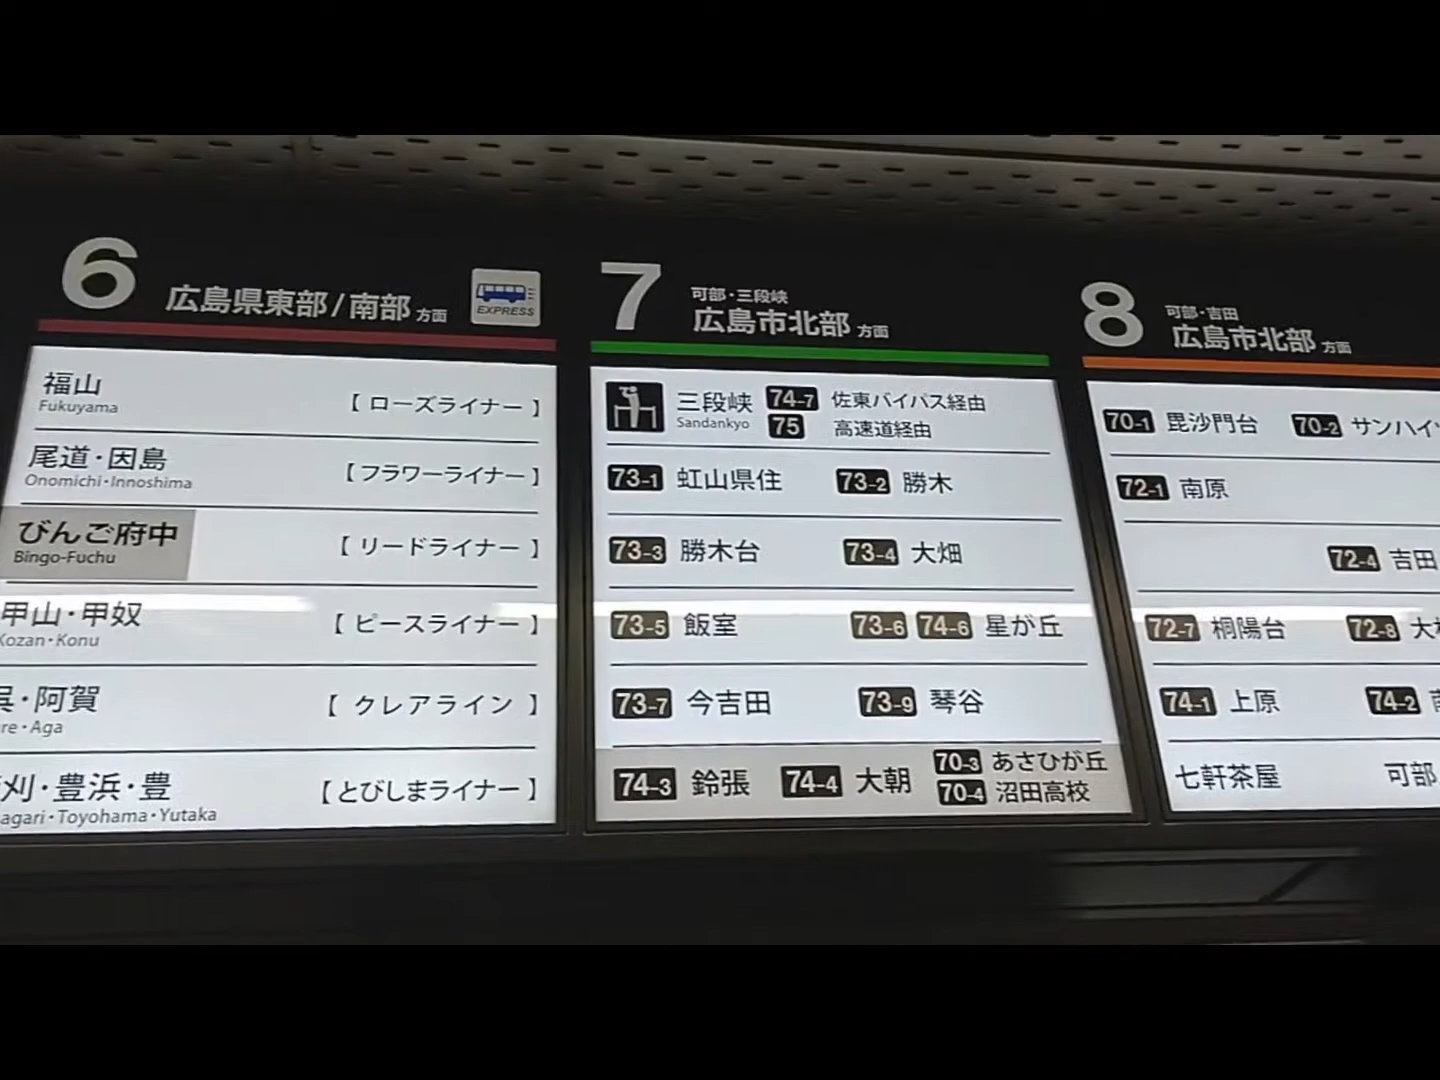 6 広島県東部/南部 方面 EXPRESS
福山 【 ローズライナー 】
Fukuyama
尾道・因島 【 フラワーライナー 】
Onomichi・Innoshima
びんご府中 【 リードライナー 】
Bingo-Fuchu
甲山・甲奴 【 ピースライナー 】
Kozan・Konu
呉・阿賀 【 クレアライン 】
re・Aga
刈・豊浜・豊 【 とびしまライナー 】
agari・Toyohama・Yutaka
7 可部・三段峡
広島市北部 方面
三段峡 74-7 佐東バイパス経由
Sandankyo 75 高速道経由
73-1 虹山県住 73-2 勝木
73-3 勝木台 73-4 大畑
73-5 飯室 73-6 74-6 星が丘
73-7 今吉田 73-9 琴谷
74-3 鈴張 74-4 大朝 70-3 あさひが丘
70-4 沼田高校
8 可部・吉田
広島市北部 方面
70-1 毘沙門台 70-2 サンハイ
72-1 南原
72-4 吉田
72-7 桐陽台 72-8 大
74-1 上原 74-2
七軒茶屋 可部